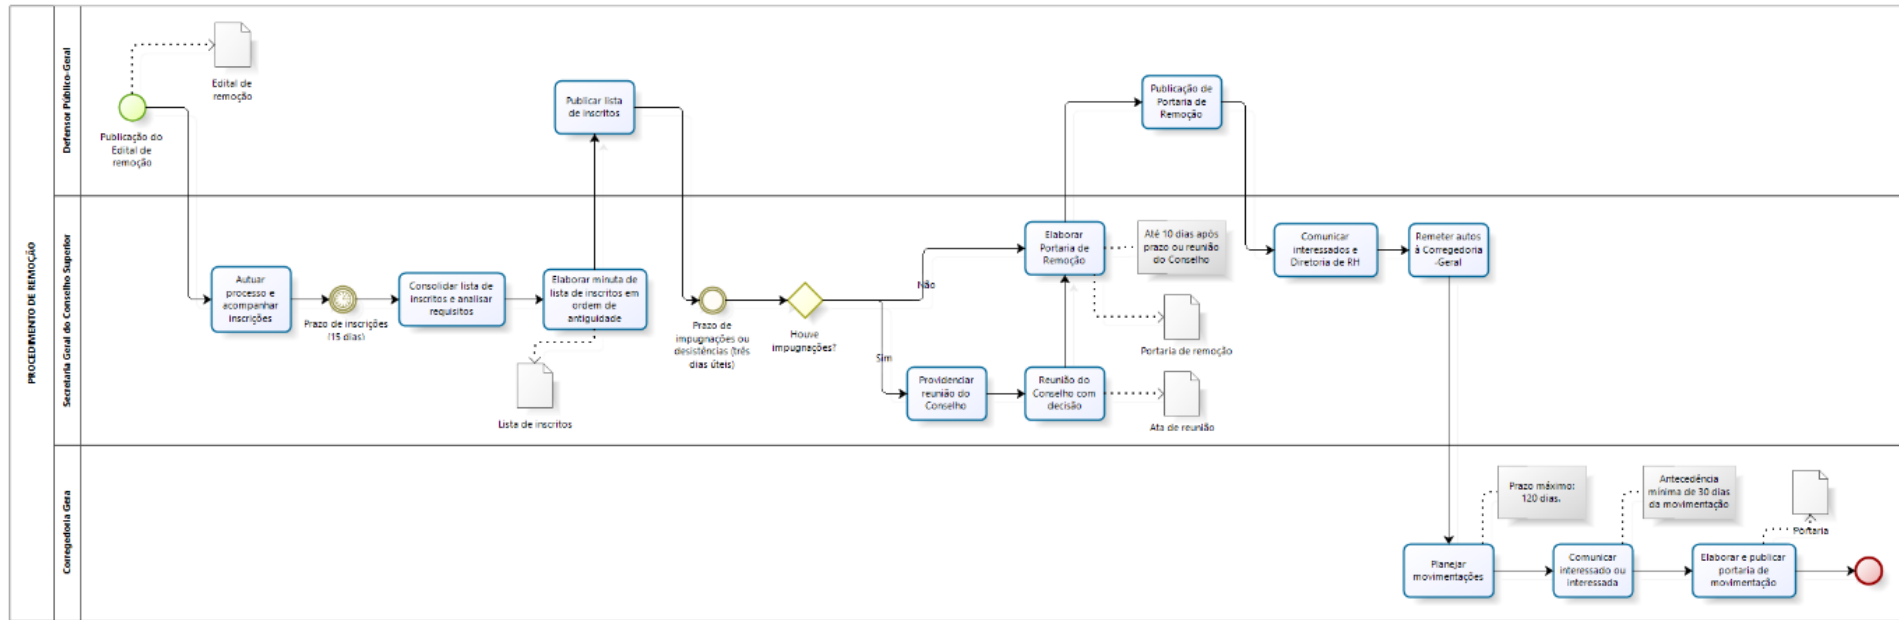 PROCEDIMENTO DE REMOÇÃO
Defensor Público-Geral
Edital de
remoção
Publicação do
Edital de
remoção
Publicar lista
de inscritos
Publicação de
Portaria de
Remoção
Secretaria Geral do Conselho Superior
Autuar
processo e
acompanhar
inscrições
Prazo de inscrições
(15 dias)
Consolidar lista de
inscritos e analisar
requisitos
Elaborar minuta de
lista de inscritos em
ordem de
antiguidade
Lista de inscritos
Prazo de
impugnações ou
desistências (três
dias úteis)
Houve
impugnações?
Não
Sim
Providenciar
reunião do
Conselho
Reunião do
Conselho com
decisão
Elaborar
Portaria de
Remoção
Até 10 dias após
prazo ou reunião
do Conselho
Portaria de remoção
Ata de reunião
Comunicar
interessados e
Diretoria de RH
Remeter autos
à Corregedoria
-Geral
Corregedoria Gera
Planejar
movimentações
Prazo máximo:
120 dias.
Comunicar
interessado ou
interessada
Antecedência
mínima de 30 dias
da movimentação
Elaborar e publicar
portaria de
movimentação
Portaria